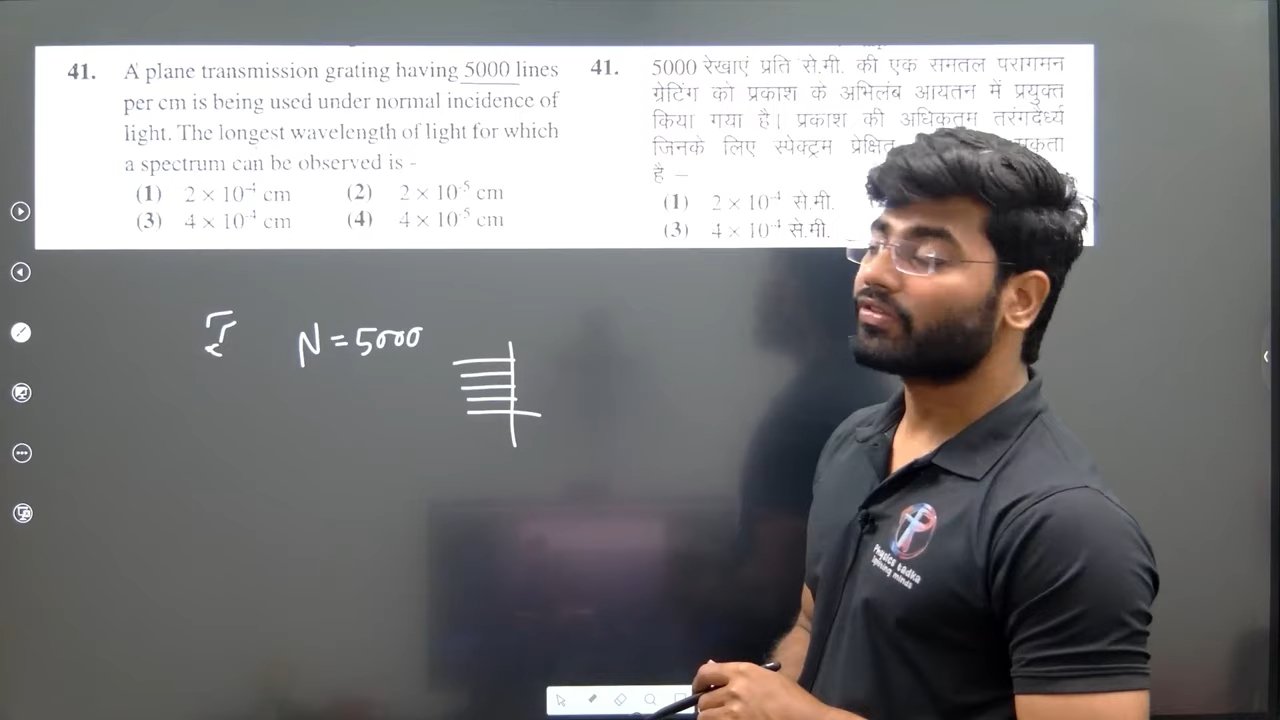 41. A plane transmission grating having 5000 lines
per cm is being used under normal incidence of
light. The longest wavelength of light for which
a spectrum can be observed is -
(1) 2 × 10⁻⁴ cm (2) 2 × 10⁻⁵ cm
(3) 4 × 10⁻⁴ cm (4) 4 × 10⁻⁵ cm
41. 5000 रेखाएं प्रति से.मी. की एक समतल परागमन
ग्रेटिंग को प्रकाश के अभिलंब आयतन में प्रयुक्त
किया गया है। प्रकाश की अधिकतम तरंगदैर्ध्य
जिनके लिए स्पेक्ट्रम
है –
(1) 2 × 10⁻⁴ से.मी.
(3) 4 × 10⁻⁴ से.मी.
N = 5000
Physics tadka
Igniting minds